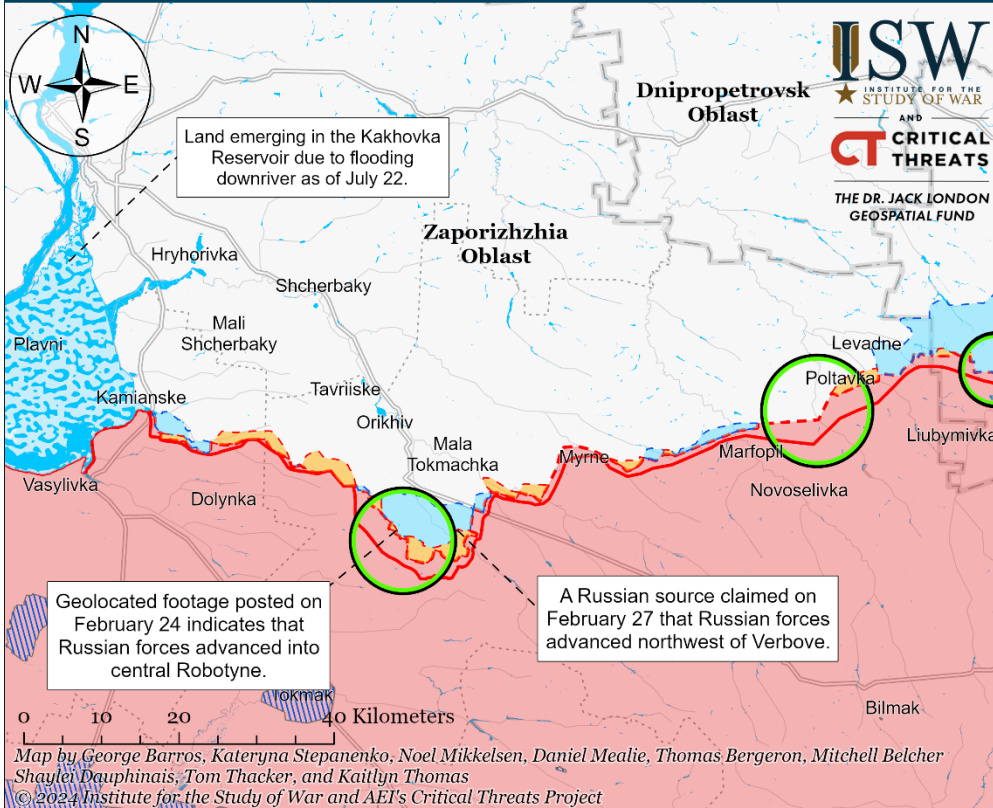 N
W E
S
ISW
INSTITUTE FOR THE
STUDY OF WAR
AND
CT CRITICAL
THREATS
THE DR. JACK LONDON
GEOSPATIAL FUND
Dnipropetrovsk
Oblast
Land emerging in the Kakhovka
Reservoir due to flooding
downriver as of July 22.
Zaporizhzhia
Oblast
Hryhorivka
Shcherbaky
Mali
Shcherbaky
Plavni
Levadne
Poltavka
Kamianske
Tavriiske
Orikhiv
Mala
Tokmachka
Myrne
Marfopil
Liubymivka
Vasylivka
Dolynka
Novoselivka
Geolocated footage posted on
February 24 indicates that
Russian forces advanced into
central Robotyne.
A Russian source claimed on
February 27 that Russian forces
advanced northwest of Verbove.
Tokmak
Bilmak
0 10 20 40 Kilometers
Map by George Barros, Kateryna Stepanenko, Noel Mikkelsen, Daniel Mealie, Thomas Bergeron, Mitchell Belcher
Shaylei Dauphinais, Tom Thacker, and Kaitlyn Thomas
© 2024 Institute for the Study of War and AEI's Critical Threats Project